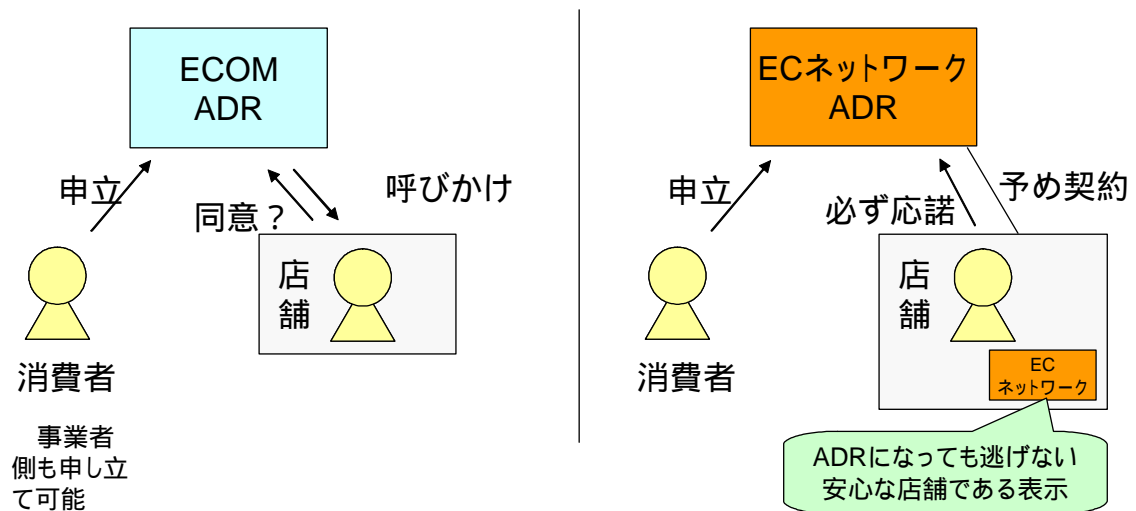 ECOM
ADR
申立
同意？
呼びかけ
店
舗
消費者
事業者
側も申し立
て可能
ECネットワーク
ADR
申立
必ず応諾
予め契約
店
舗
消費者
EC
ネットワーク
ADRになっても逃げない
安心な店舗である表示